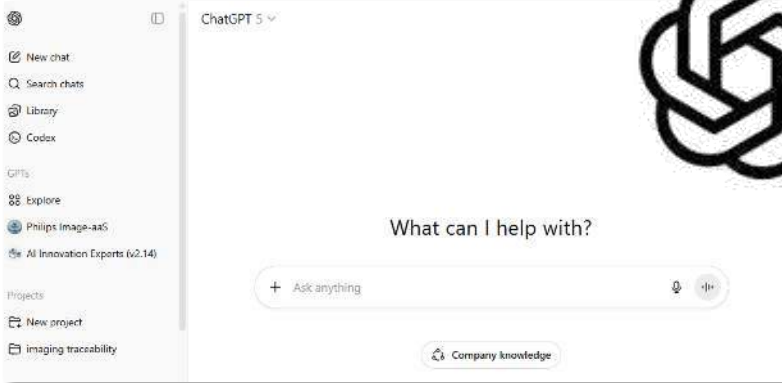 ChatGPT 5
New chat
Search chats
Library
Codex
GPTs
Explore
Philips Image-aaS
AI Innovation Experts (v2.14)
Projects
New project
imaging traceability
What can I help with?
Ask anything
Company knowledge